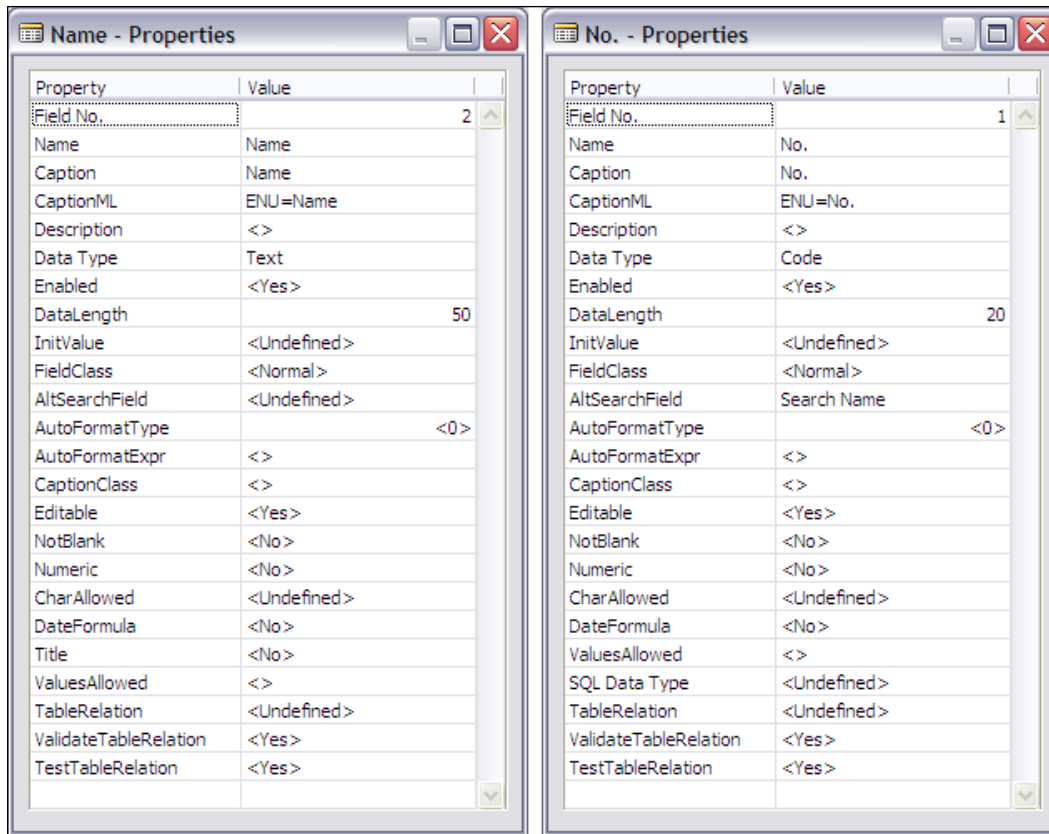 Name - Properties
Property Value
Field No. 2
Name Name
Caption Name
CaptionML ENU=Name
Description <>
Data Type Text
Enabled <Yes>
DataLength 50
InitValue <Undefined>
FieldClass <Normal>
AltSearchField <Undefined>
AutoFormatType <0>
AutoFormatExpr <>
CaptionClass <>
Editable <Yes>
NotBlank <No>
Numeric <No>
CharAllowed <Undefined>
DateFormula <No>
Title <No>
ValuesAllowed <>
TableRelation <Undefined>
ValidateTableRelation <Yes>
TestTableRelation <Yes>
No. - Properties
Property Value
Field No. 1
Name No.
Caption No.
CaptionML ENU=No.
Description <>
Data Type Code
Enabled <Yes>
DataLength 20
InitValue <Undefined>
FieldClass <Normal>
AltSearchField Search Name
AutoFormatType <0>
AutoFormatExpr <>
CaptionClass <>
Editable <Yes>
NotBlank <No>
Numeric <No>
CharAllowed <Undefined>
DateFormula <No>
ValuesAllowed <>
SQL Data Type <Undefined>
TableRelation <Undefined>
ValidateTableRelation <Yes>
TestTableRelation <Yes>